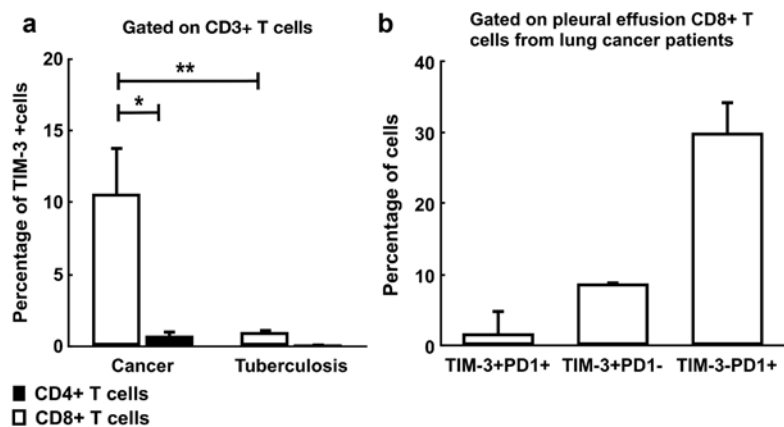 a
Gated on CD3+ T cells
Percentage of TIM-3 +cells
20
15
10
5
0
**
*
Cancer
Tuberculosis
CD4+ T cells
CD8+ T cells
b
Gated on pleural effusion CD8+ T
cells from lung cancer patients
Percentage of cells
40
30
20
10
0
TIM-3+PD1+
TIM-3+PD1-
TIM-3-PD1+